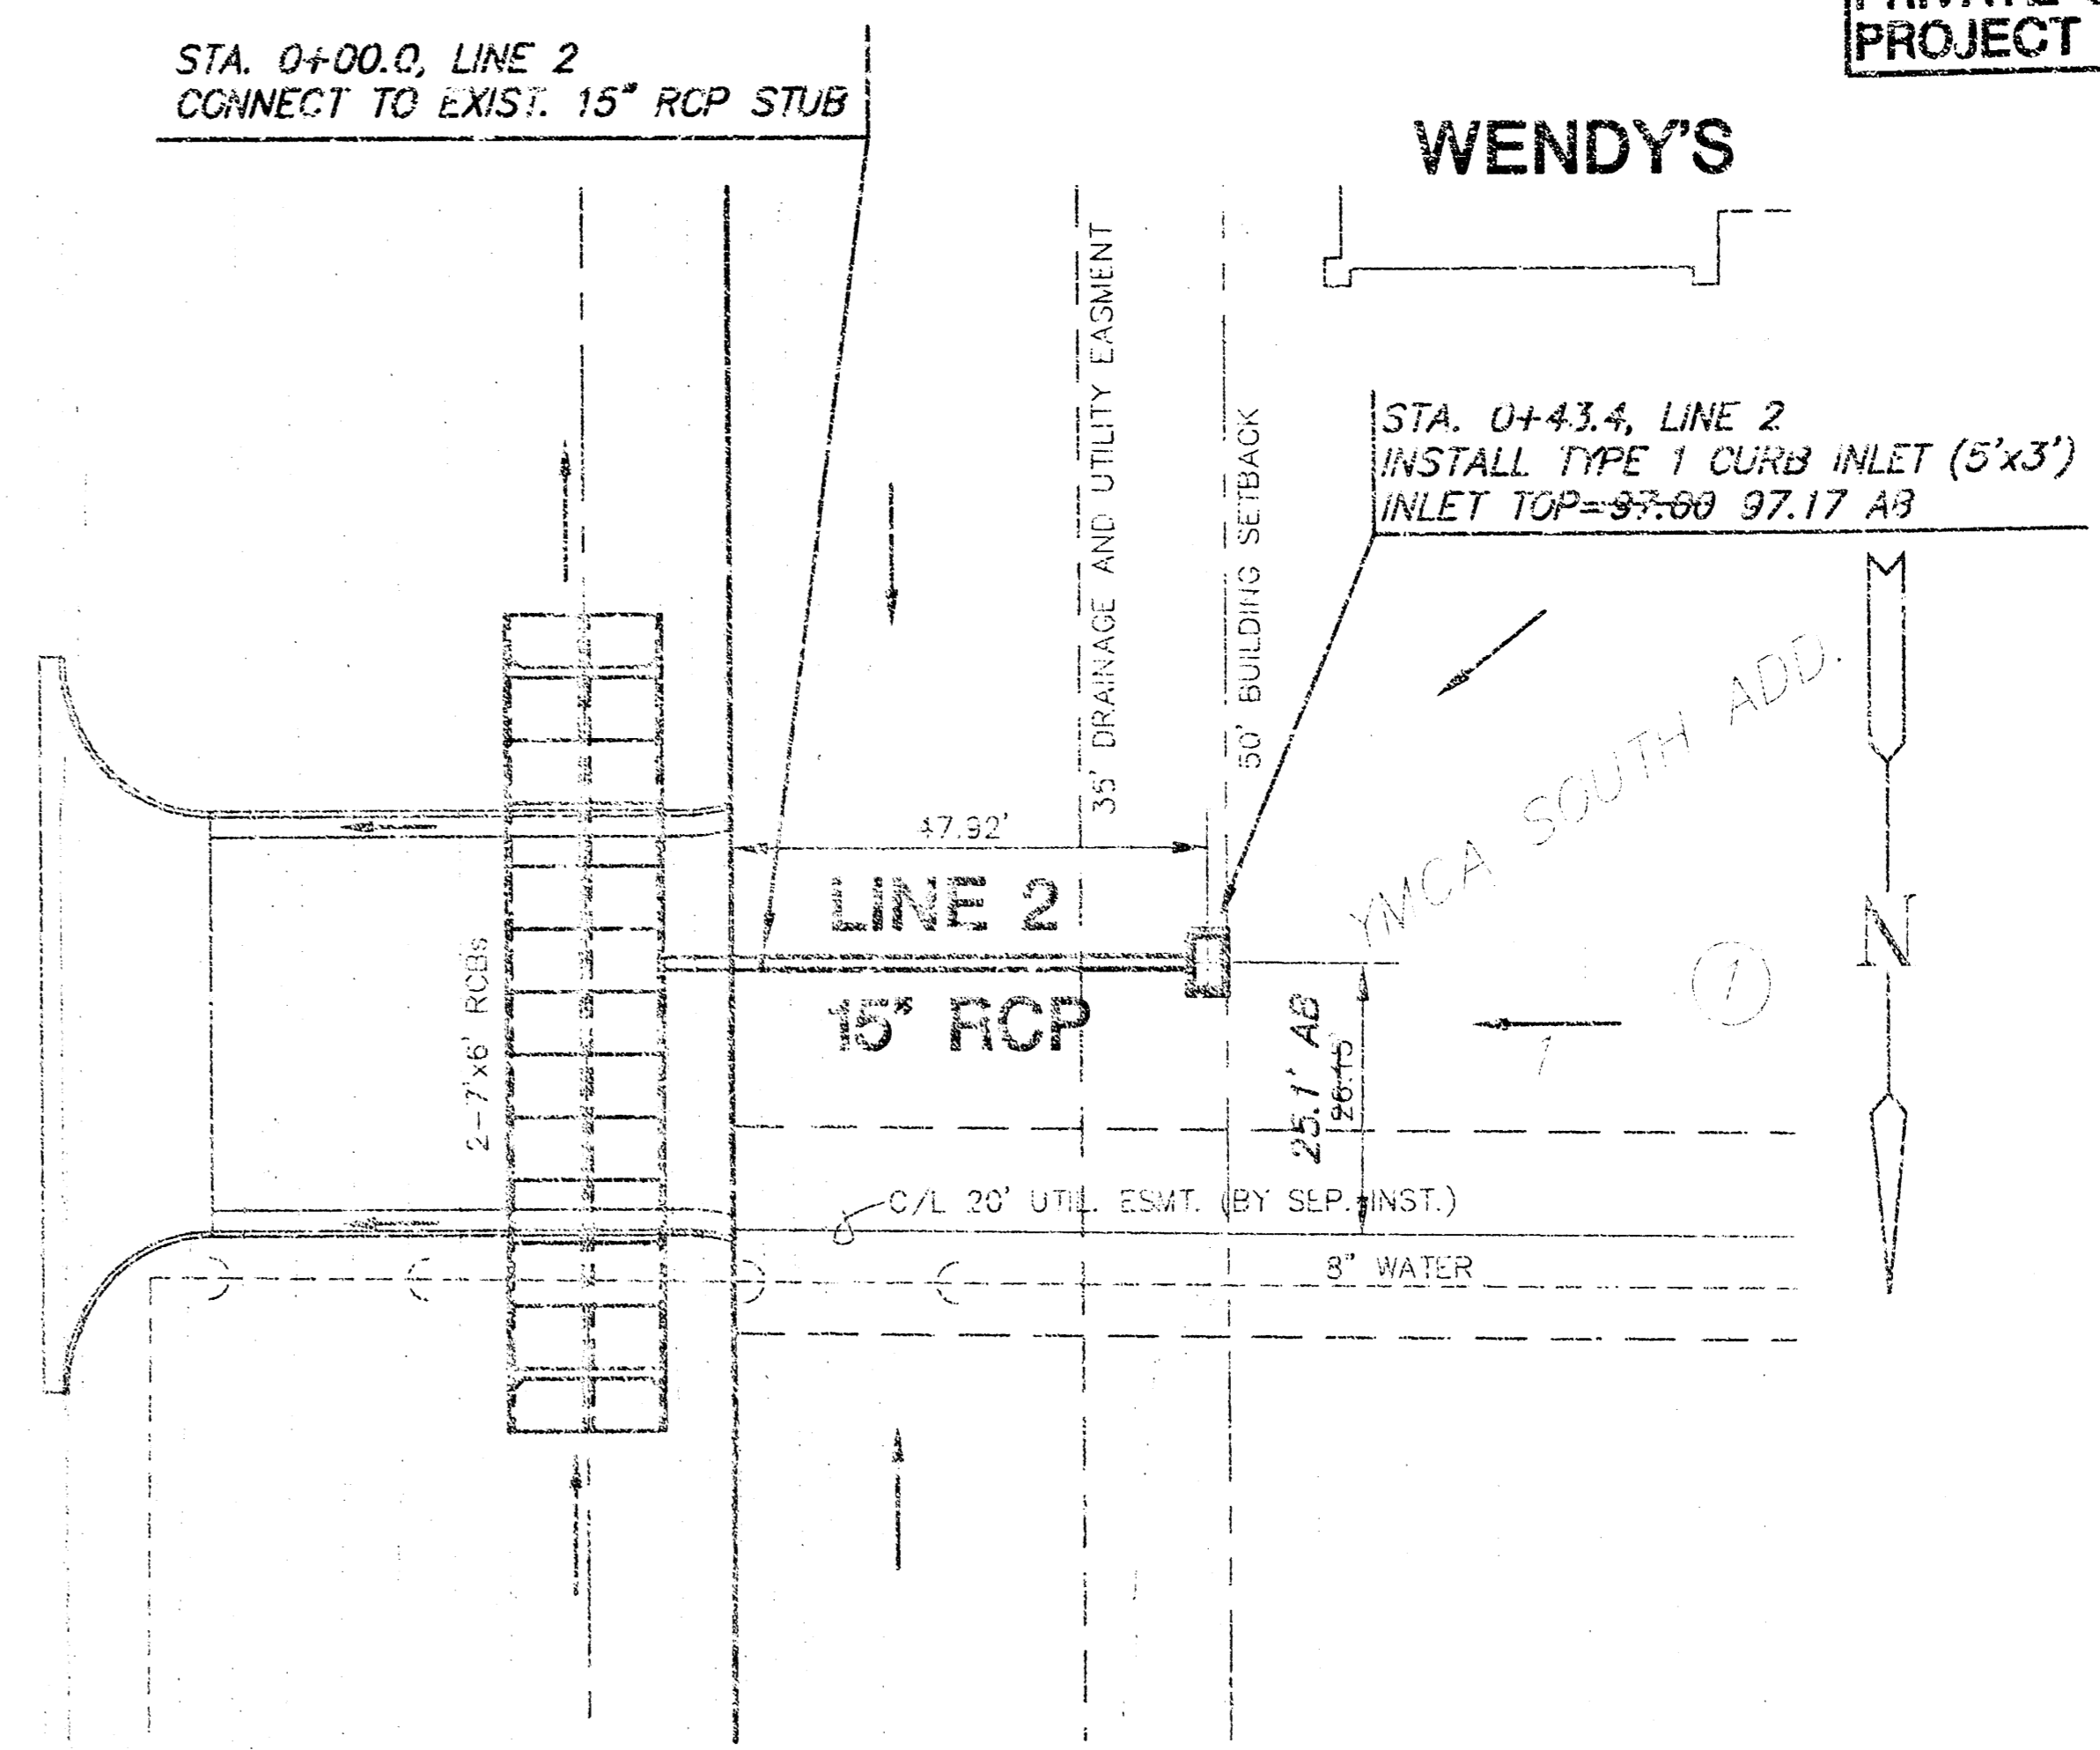 PROJECT
STA. 0+00.0, LINE 2
CONNECT TO EXIST. 15" RCP STUB
WENDY'S
35' DRAINAGE AND UTILITY EASMENT
50' BUILDING SETBACK
STA. 0+43.4, LINE 2
INSTALL TYPE 1 CURB INLET (5'x3')
INLET TOP=97.00 97.17 AB
YMCA SOUTH ADD.
47.92'
LINE 2
15" RCP
2-7'x6' RCBs
25.1' AB
26.15'
1
1
N
C/L 20' UTIL. ESMT. (BY SEP. INST.)
8" WATER